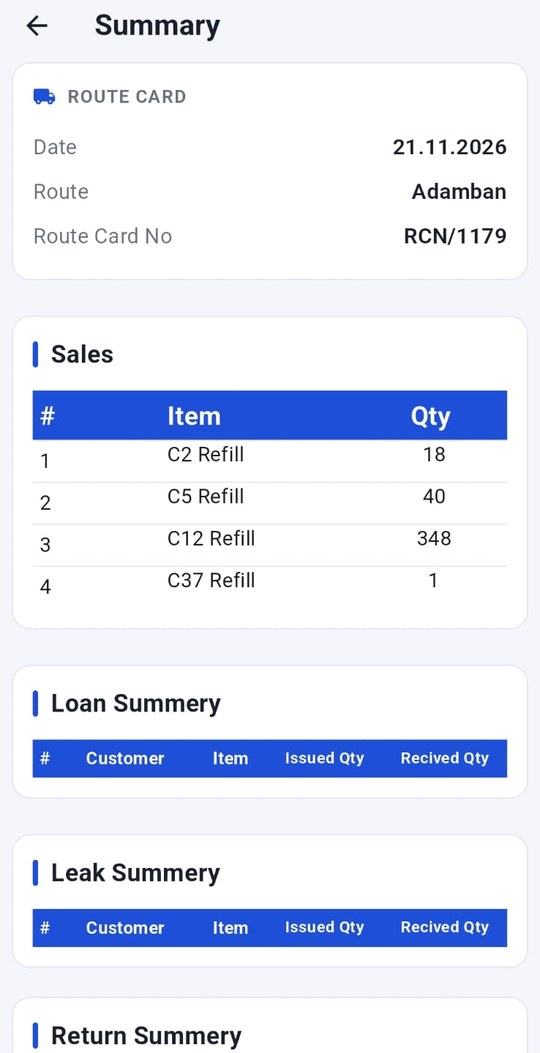 Summary
ROUTE CARD
Date 21.11.2026
Route Adamban
Route Card No RCN/1179
Sales
# Item Qty
1 C2 Refill 18
2 C5 Refill 40
3 C12 Refill 348
4 C37 Refill 1
Loan Summery
# Customer Item Issued Qty Recived Qty
Leak Summery
# Customer Item Issued Qty Recived Qty
Return Summery